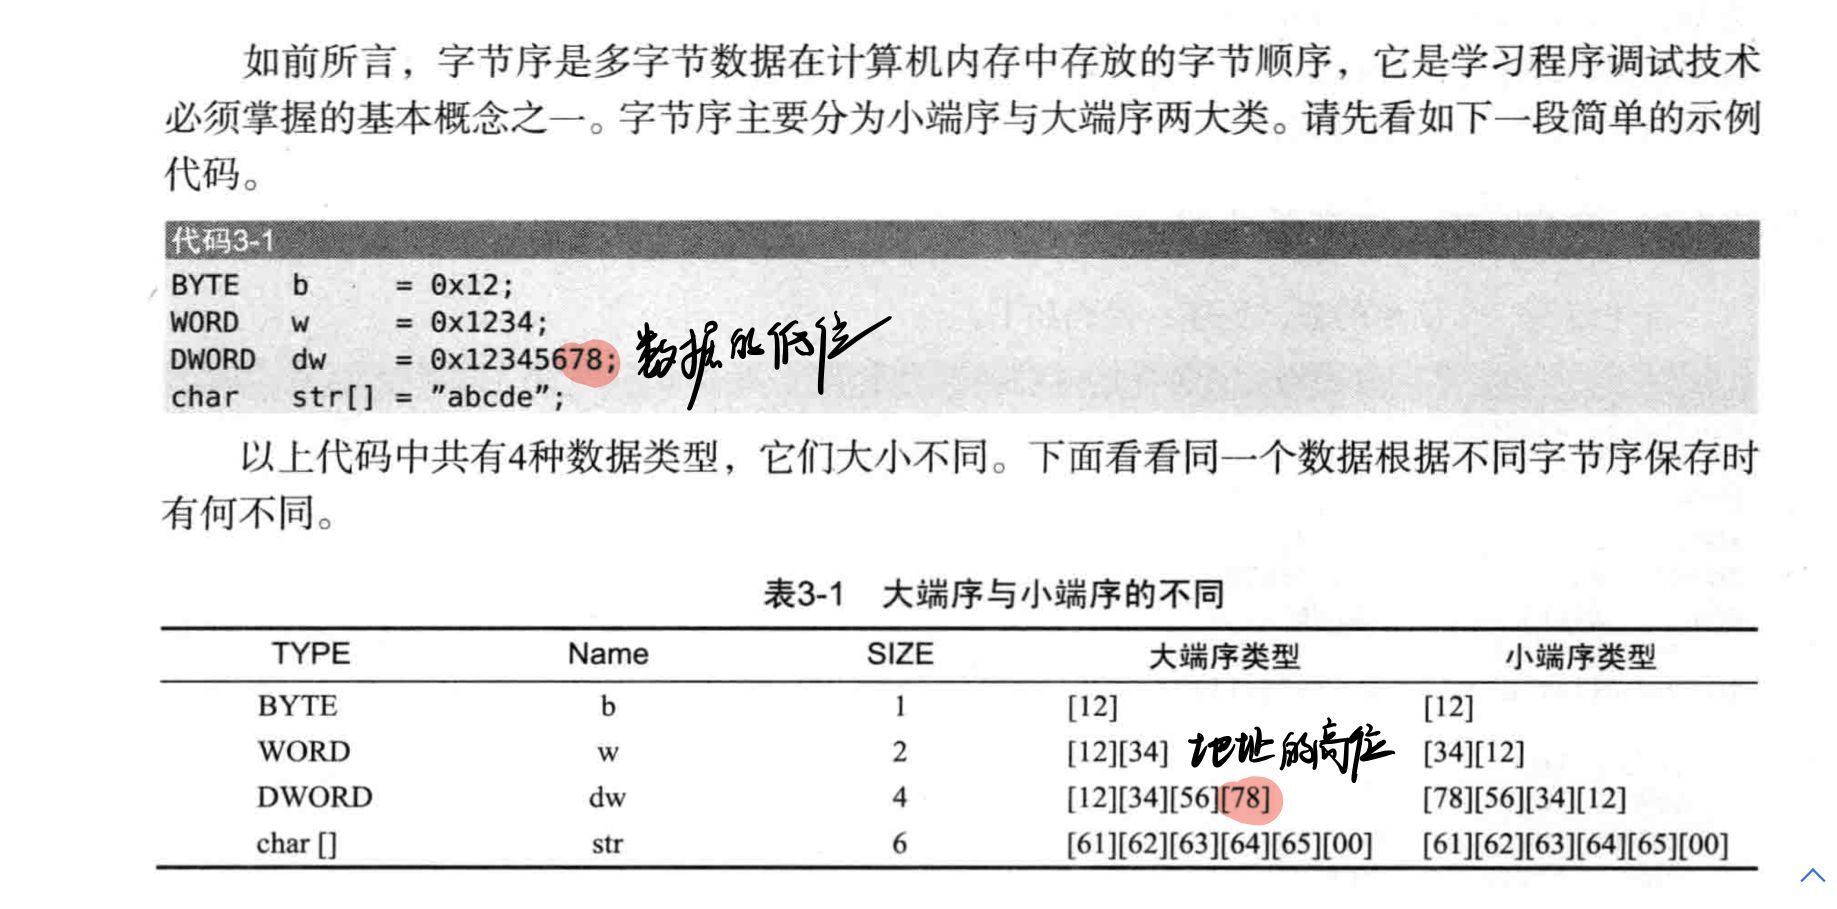 如前所言，字节序是多字节数据在计算机内存中存放的字节顺序，它是学习程序调试技术
必须掌握的基本概念之一。字节序主要分为小端序与大端序两大类。请先看如下一段简单的示例
代码。
代码3-1
BYTE b = 0x12;
WORD w = 0x1234;
DWORD dw = 0x12345678; 数据的低位
char str[] = ”abcde”;
以上代码中共有4种数据类型，它们大小不同。下面看看同一个数据根据不同字节序保存时
有何不同。
表3-1 大端序与小端序的不同
TYPE Name SIZE 大端序类型 小端序类型
BYTE b 1 [12] [12]
WORD w 2 [12][34] 地址的高位 [34][12]
DWORD dw 4 [12][34][56][78] [78][56][34][12]
char [] str 6 [61][62][63][64][65][00] [61][62][63][64][65][00]